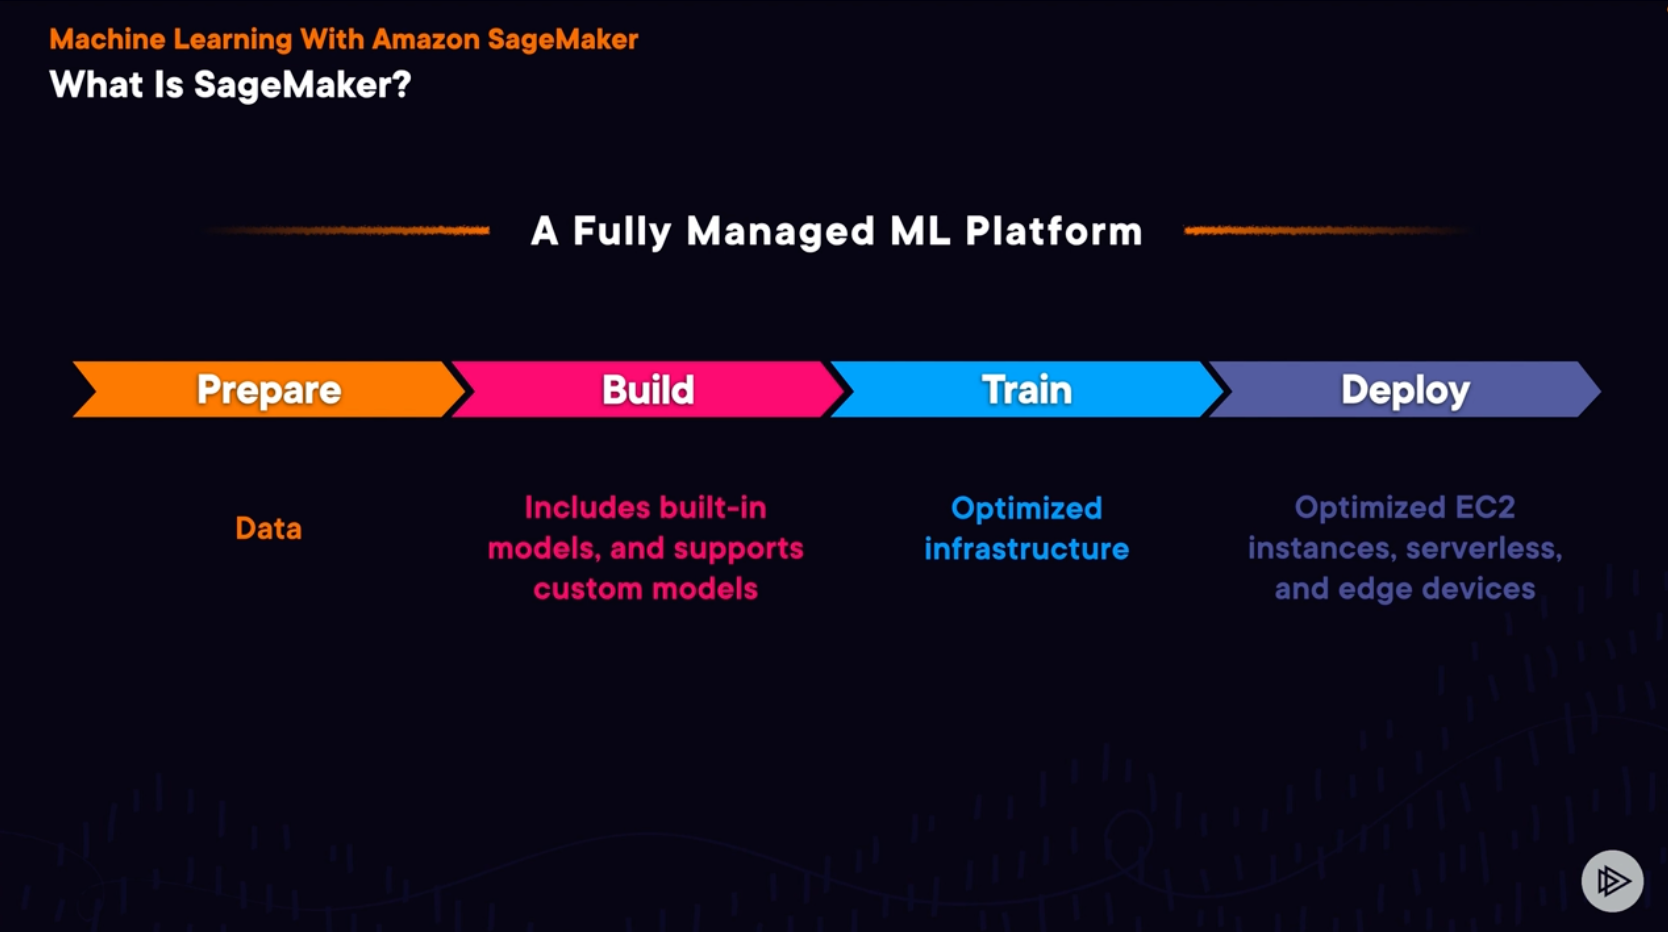 Machine Learning With Amazon SageMaker
What Is SageMaker?
A Fully Managed ML Platform
Prepare
Build
Train
Deploy
Data
Includes built-in
models, and supports
custom models
Optimized
infrastructure
Optimized EC2
instances, serverless,
and edge devices